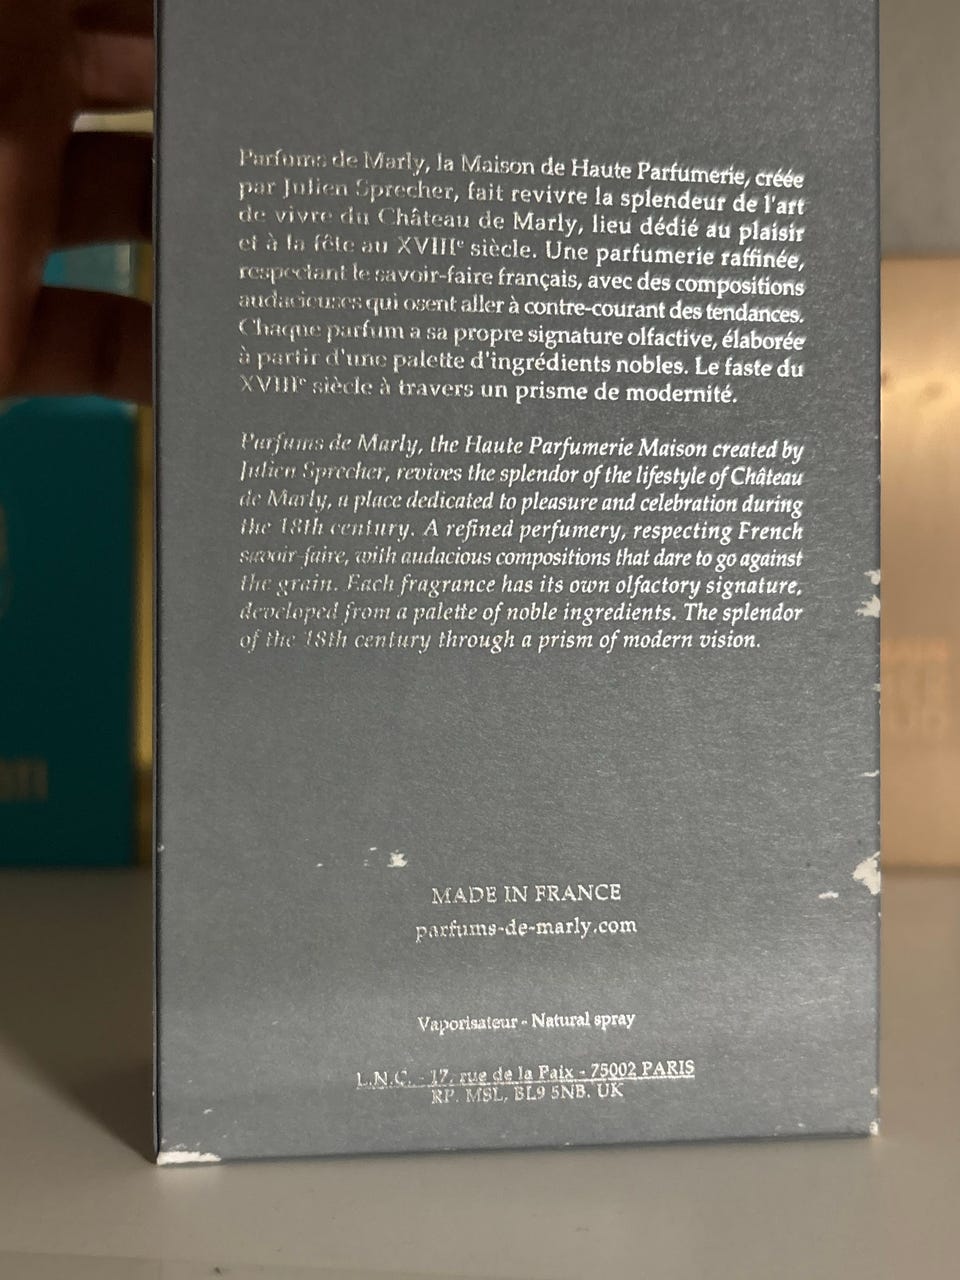 Parfums de Marly, la Maison de Haute Parfumerie, créée
par Julien Sprecher, fait revivre la splendeur de l'art
de vivre du Château de Marly, lieu dédié au plaisir
et à la fête au XVIIIe siècle. Une parfumerie raffinée,
respectant le savoir-faire français, avec des compositions
audacieuses qui osent aller à contre-courant des tendances.
Chaque parfum a sa propre signature olfactive, élaborée
à partir d'une palette d'ingrédients nobles. Le faste du
XVIIIe siècle à travers un prisme de modernité.
Parfums de Marly, the Haute Parfumerie Maison created by
Julien Sprecher, revives the splendor of the lifestyle of Château
de Marly, a place dedicated to pleasure and celebration during
the 18th century. A refined perfumery, respecting French
savoir-faire, with audacious compositions that dare to go against
the grain. Each fragrance has its own olfactory signature,
developed from a palette of noble ingredients. The splendor
of the 18th century through a prism of modern vision.
MADE IN FRANCE
parfums-de-marly.com
Vaporisateur - Natural spray
L.N.C. - 17, rue de la Paix - 75002 PARIS
RP. MSL, BL9 5NB. UK